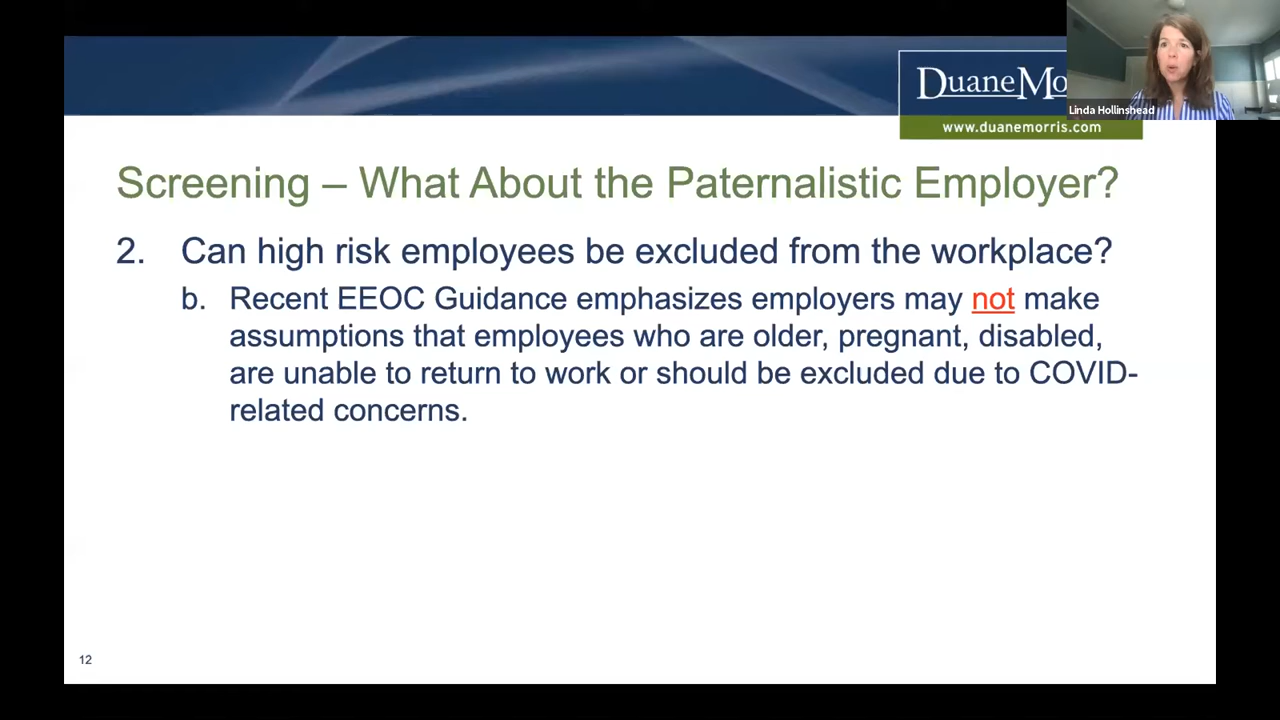 DuaneMo
Linda Hollinshead
www.duanemorris.com
Screening – What About the Paternalistic Employer?
2. Can high risk employees be excluded from the workplace?
b. Recent EEOC Guidance emphasizes employers may not make
assumptions that employees who are older, pregnant, disabled,
are unable to return to work or should be excluded due to COVID-
related concerns.
12